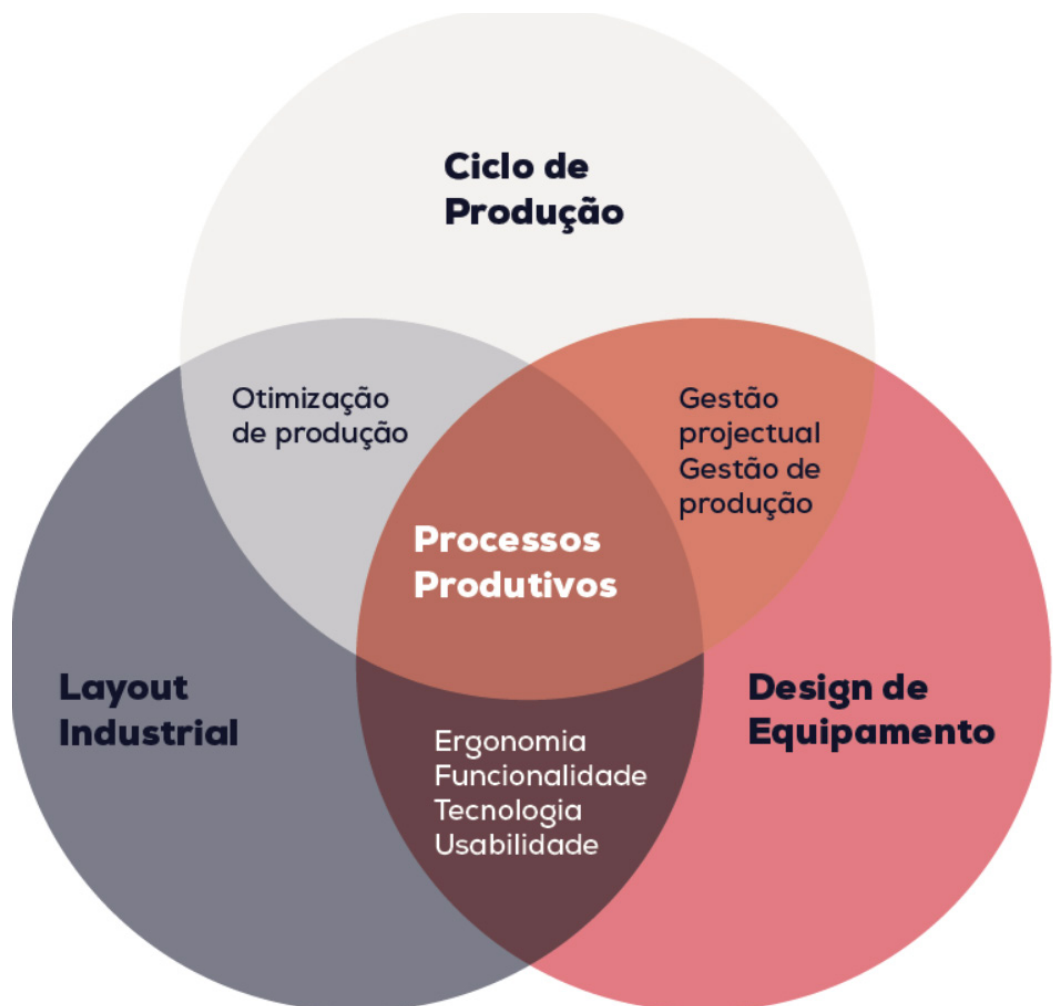 Ciclo de
Produção
Otimização
de produção
Gestão
projectual
Gestão de
produção
Processos
Produtivos
Layout
Industrial
Design de
Equipamento
Ergonomia
Funcionalidade
Tecnologia
Usabilidade